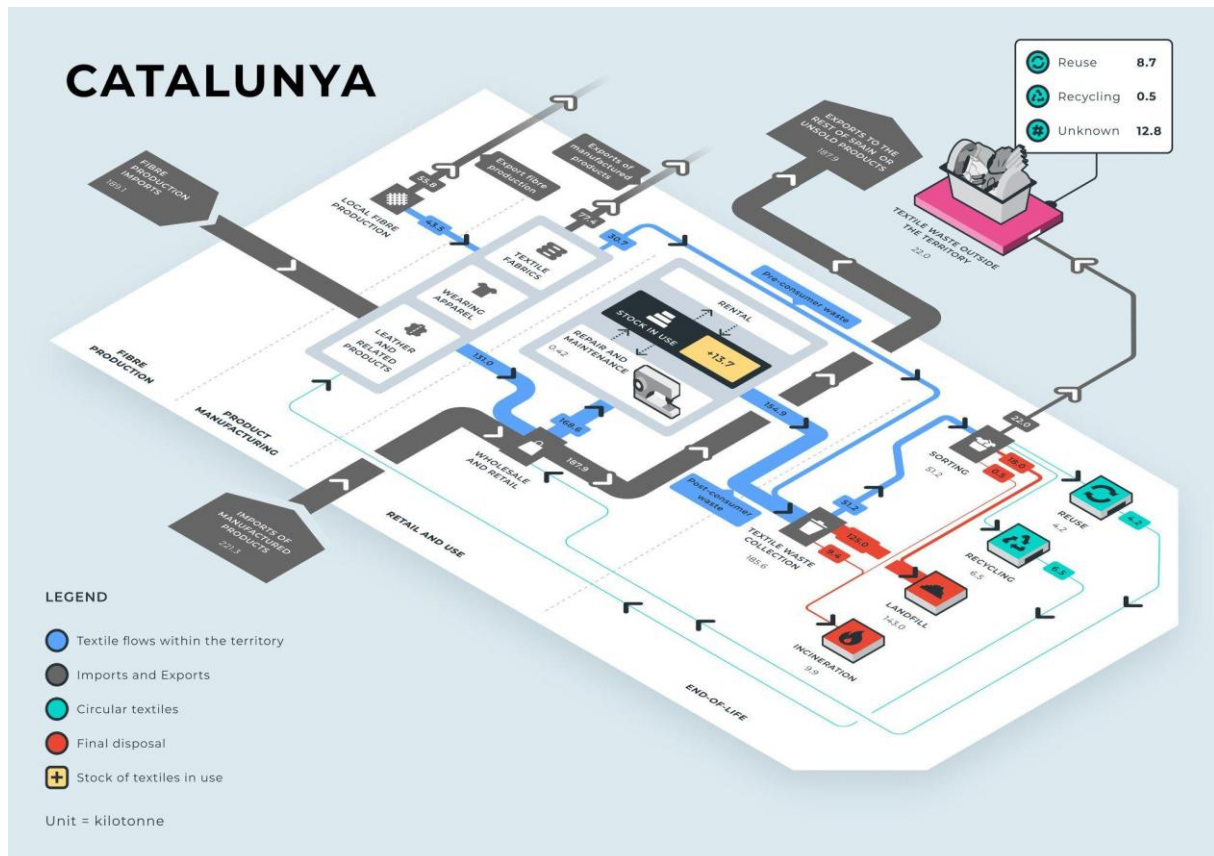 CATALUNYA
Reuse 8.7
Recycling 0.5
Unknown 12.8
FIBRE
PRODUCTION
IMPORTS
189.1
55.8
Export fibre
production
Exports of
manufactured
products
EXPORTS TO THE
REST OF SPAIN OR
UNSOLD PRODUCTS
187.9
LOCAL FIBRE
PRODUCTION
43.5
77.4
30.7
TEXTILE WASTE OUTSIDE
THE TERRITORY
22.0
TEXTILE
FABRICS
WEARING
APPAREL
LEATHER
AND
RELATED
PRODUCTS
Pre-consumer waste
RENTAL
STOCK IN USE
+13.7
REPAIR AND
MAINTENANCE
0.42
131.0
168.6
154.9
187.9
WHOLESALE
AND RETAIL
FIBRE
PRODUCTION
PRODUCT
MANUFACTURING
RETAIL AND USE
END-OF-LIFE
IMPORTS OF
MANUFACTURED
PRODUCTS
221.3
Post-consumer
waste
TEXTILE WASTE
COLLECTION
185.6
51.2
125.0
9.4
22.0
SORTING
51.2
18.0
0.5
REUSE
4.2
4.2
RECYCLING
6.5
6.5
LANDFILL
143.0
INCINERATION
9.9
LEGEND
Textile flows within the territory
Imports and Exports
Circular textiles
Final disposal
Stock of textiles in use
Unit = kilotonne